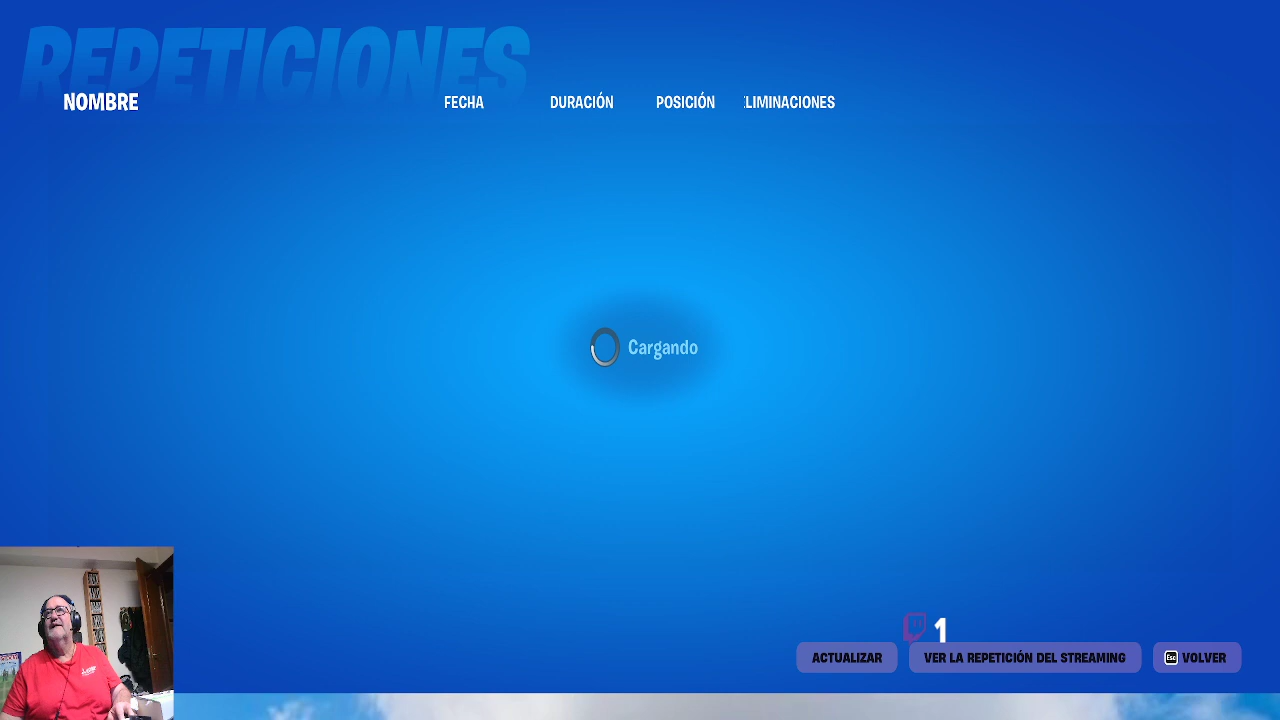 REPETICIONES
NOMBRE FECHA DURACIÓN POSICIÓN LIMINACIONES
Cargando
1
ACTUALIZAR VER LA REPETICIÓN DEL STREAMING Esc VOLVER